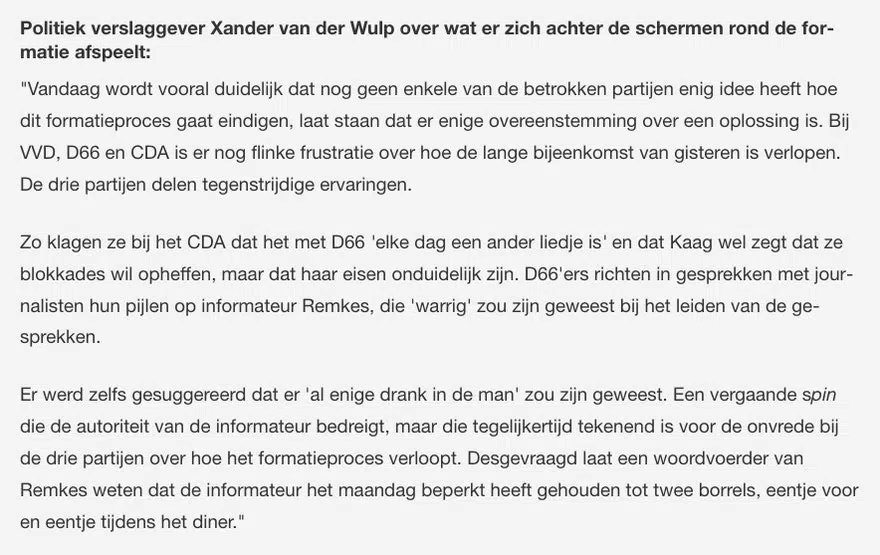 Politiek verslaggever Xander van der Wulp over wat er zich achter de schermen rond de for-
matie afspeelt:
"Vandaag wordt vooral duidelijk dat nog geen enkele van de betrokken partijen enig idee heeft hoe
dit formatieproces gaat eindigen, laat staan dat er enige overeenstemming over een oplossing is. Bij
VVD, D66 en CDA is er nog flinke frustratie over hoe de lange bijeenkomst van gisteren is verlopen.
De drie partijen delen tegenstrijdige ervaringen.
Zo klagen ze bij het CDA dat het met D66 'elke dag een ander liedje is' en dat Kaag wel zegt dat ze
blokkades wil opheffen, maar dat haar eisen onduidelijk zijn. D66'ers richten in gesprekken met jour-
nalisten hun pijlen op informateur Remkes, die 'warrig' zou zijn geweest bij het leiden van de ge-
sprekken.
Er werd zelfs gesuggereerd dat er 'al enige drank in de man' zou zijn geweest. Een vergaande spin
die de autoriteit van de informateur bedreigt, maar die tegelijkertijd tekenend is voor de onvrede bij
de drie partijen over hoe het formatieproces verloopt. Desgevraagd laat een woordvoerder van
Remkes weten dat de informateur het maandag beperkt heeft gehouden tot twee borrels, eentje voor
en eentje tijdens het diner."